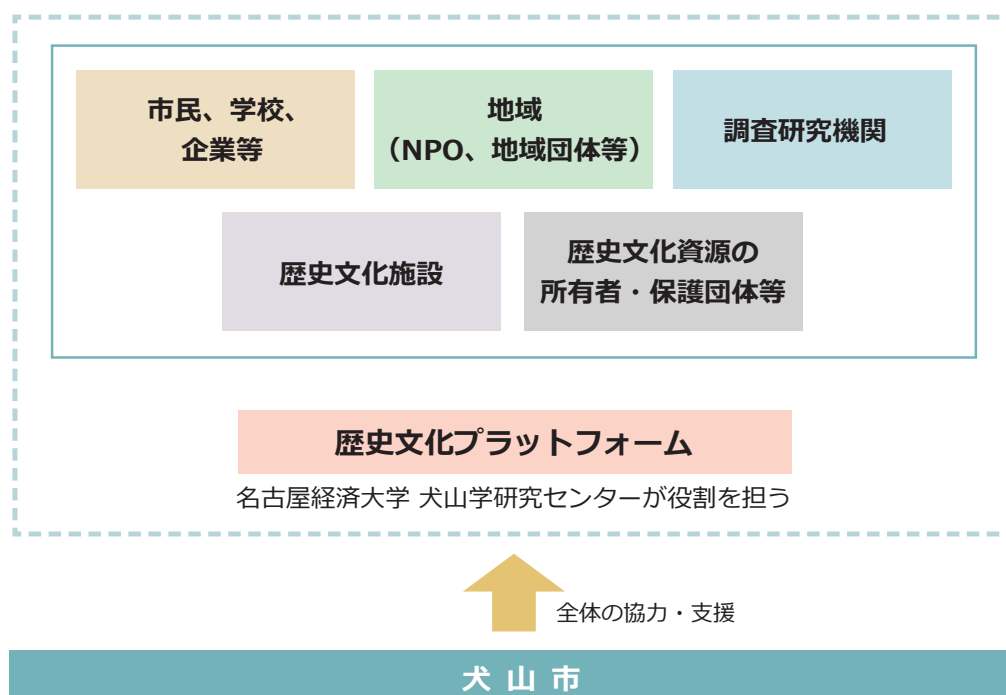 市民、学校、
企業等
地域
（NPO、地域団体等）
調査研究機関
歴史文化施設
歴史文化資源の
所有者・保護団体等
歴史文化プラットフォーム
名古屋経済大学 犬山学研究センターが役割を担う
全体の協力・支援
犬 山 市